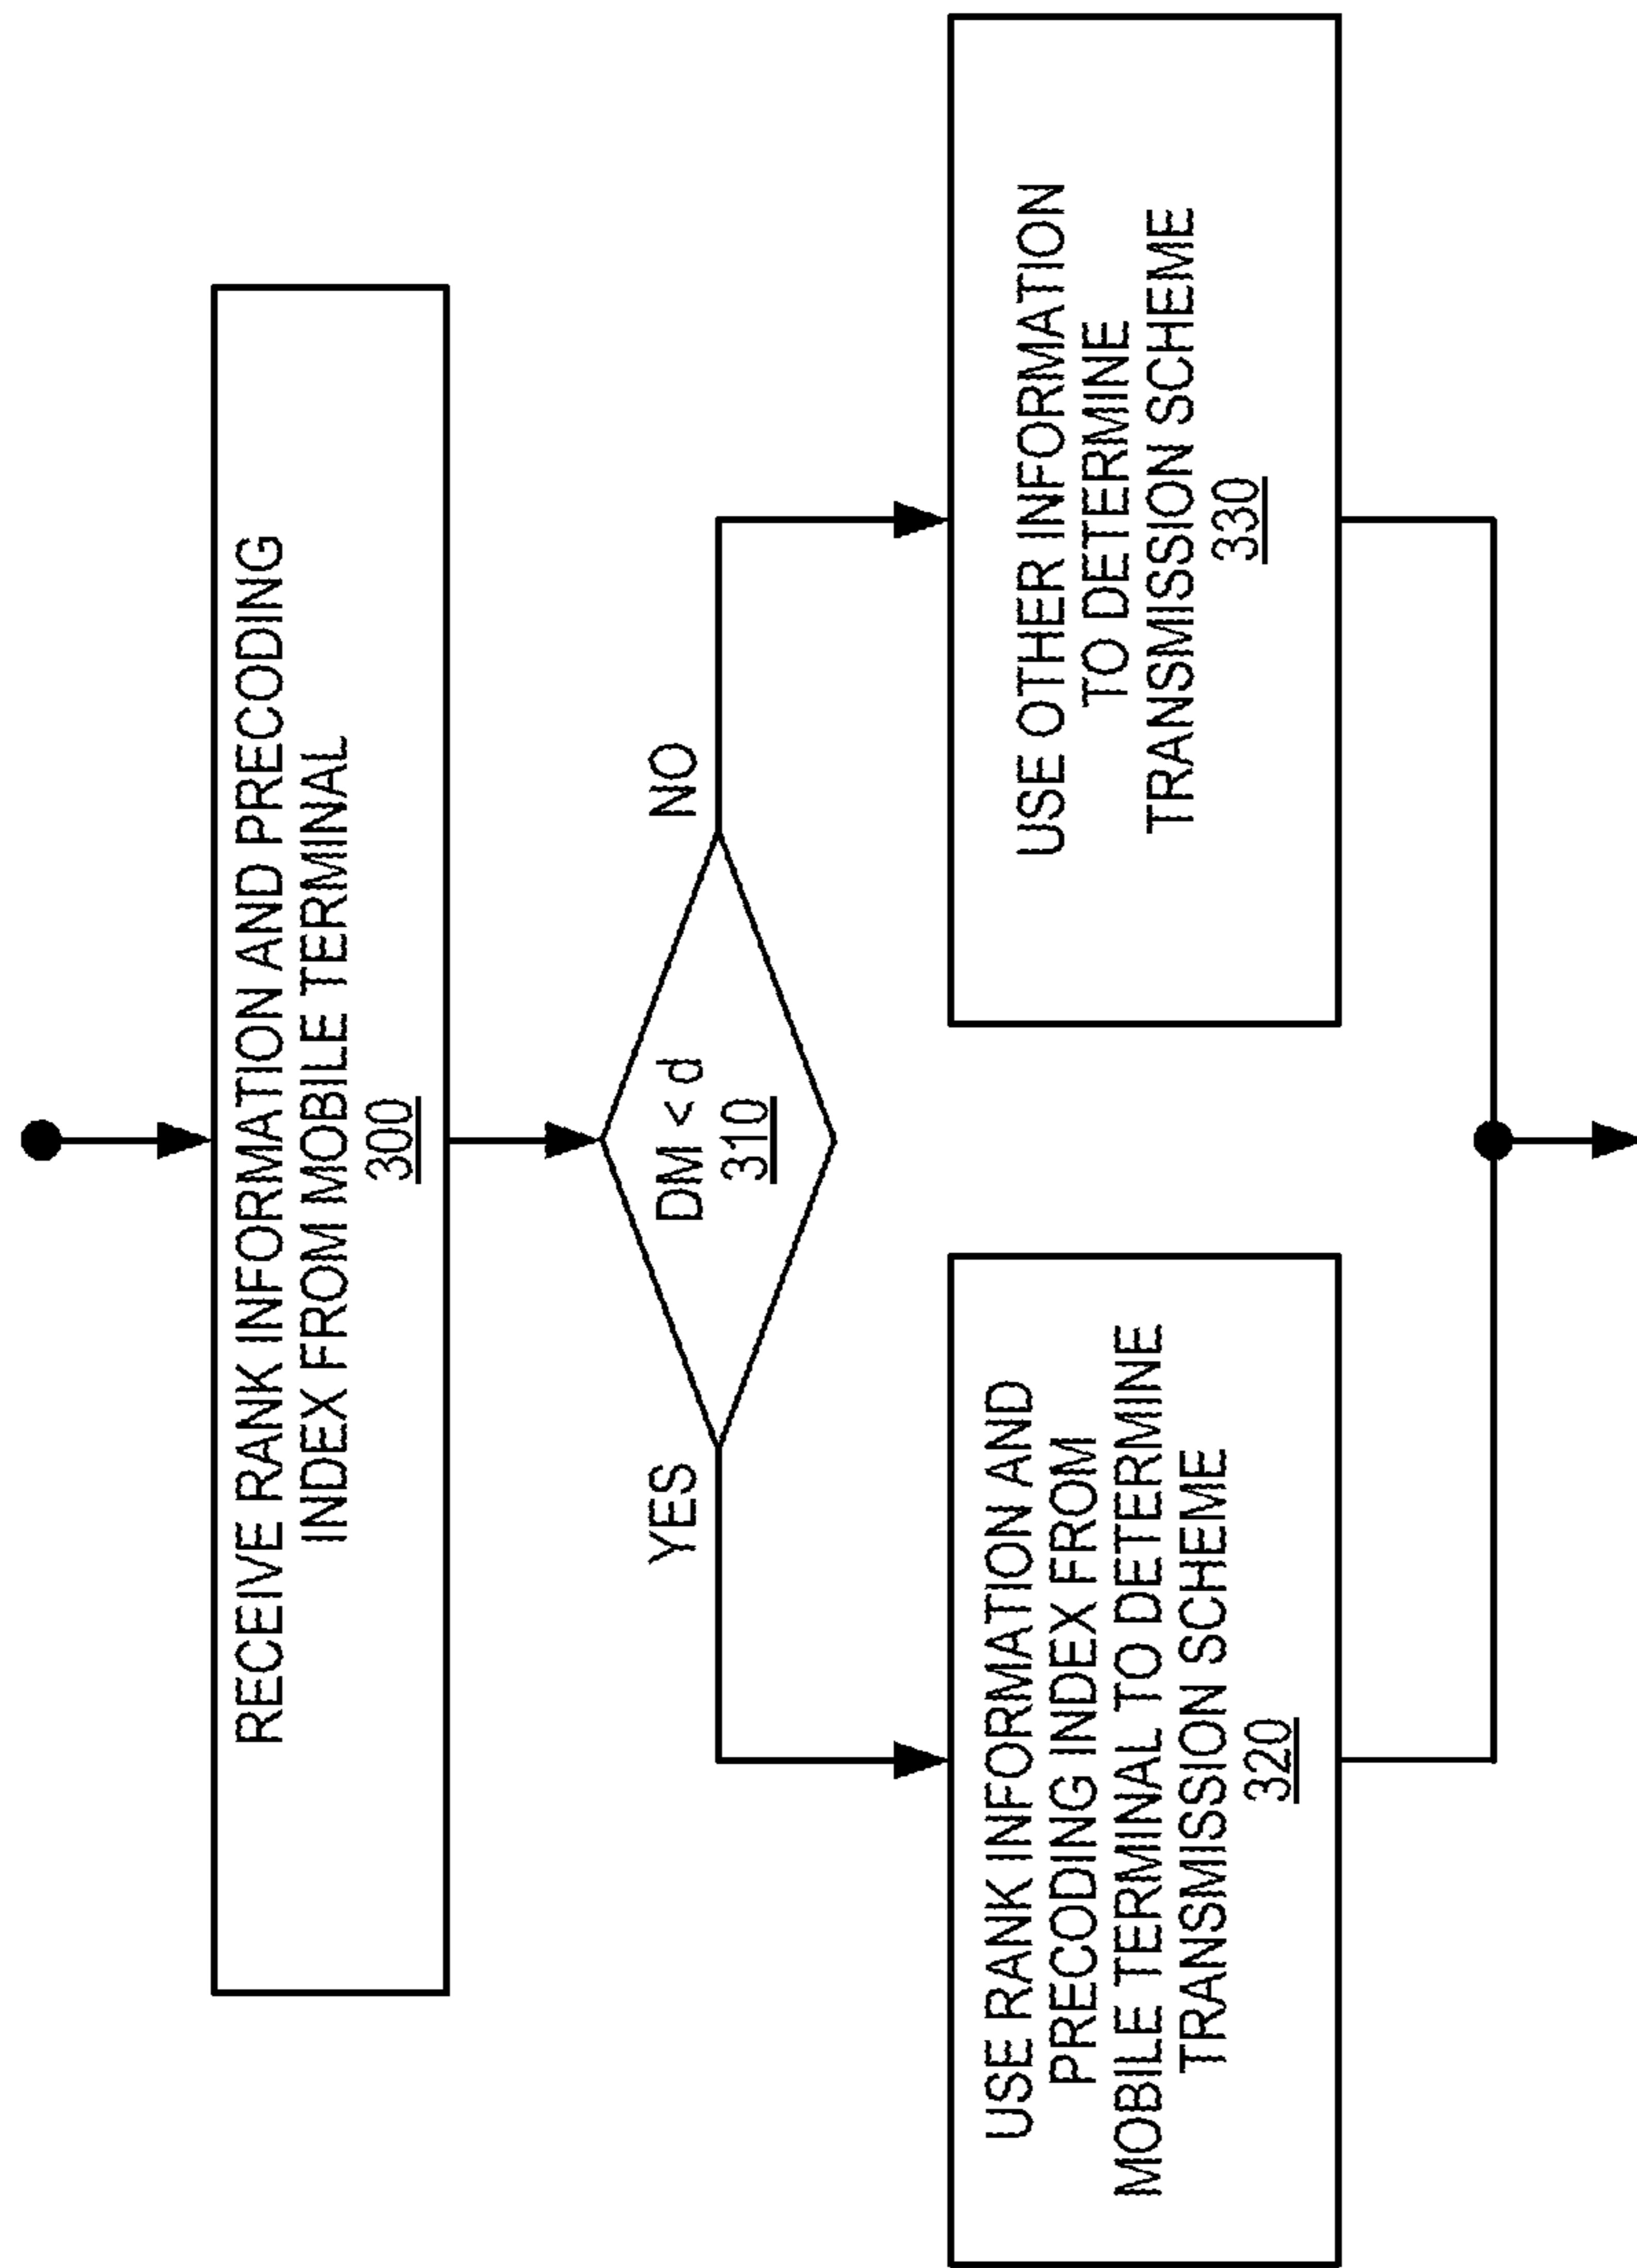 RECEIVE RANK INFORMATION AND PRECODING
INDEX FROM MOBILE TERMINAL
300
DM < d
310
YES
NO
USE RANK INFORMATION AND
PRECODING INDEX FROM
MOBILE TERMINAL TO DETERMINE
TRANSMISSION SCHEME
320
USE OTHER INFORMATION
TO DETERMINE
TRANSMISSION SCHEME
330